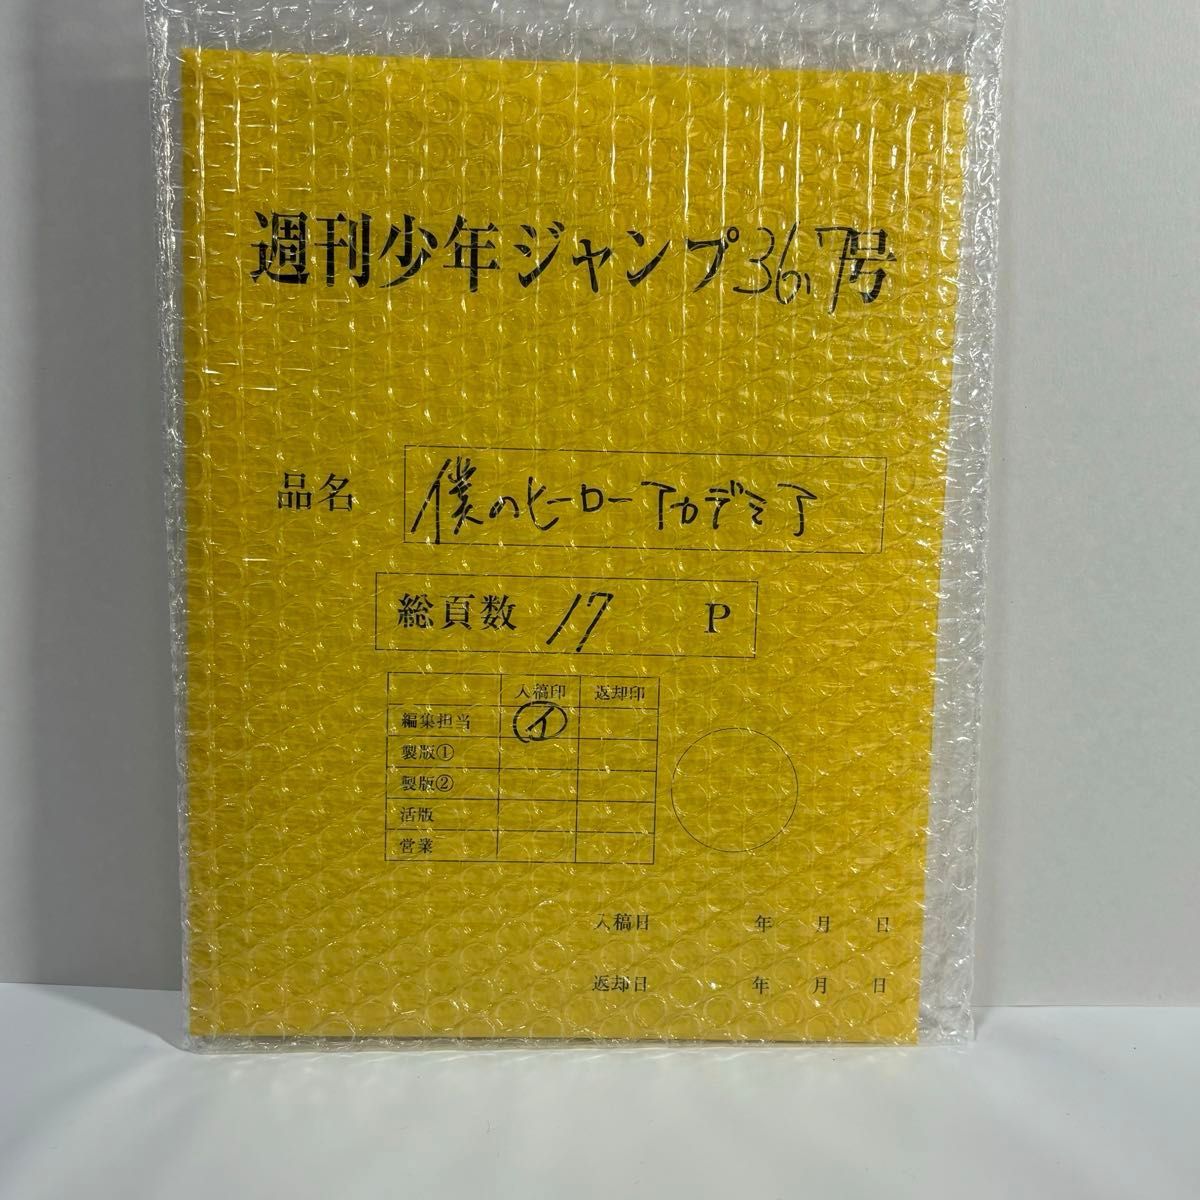 週刊少年ジャンプ36,7号
品名 僕のヒーローアカデミア
総頁数 17 P
入稿印 返却印
編集担当 イ
製版①
製版②
活版
営業
入稿日 年 月 日
返却日 年 月 日